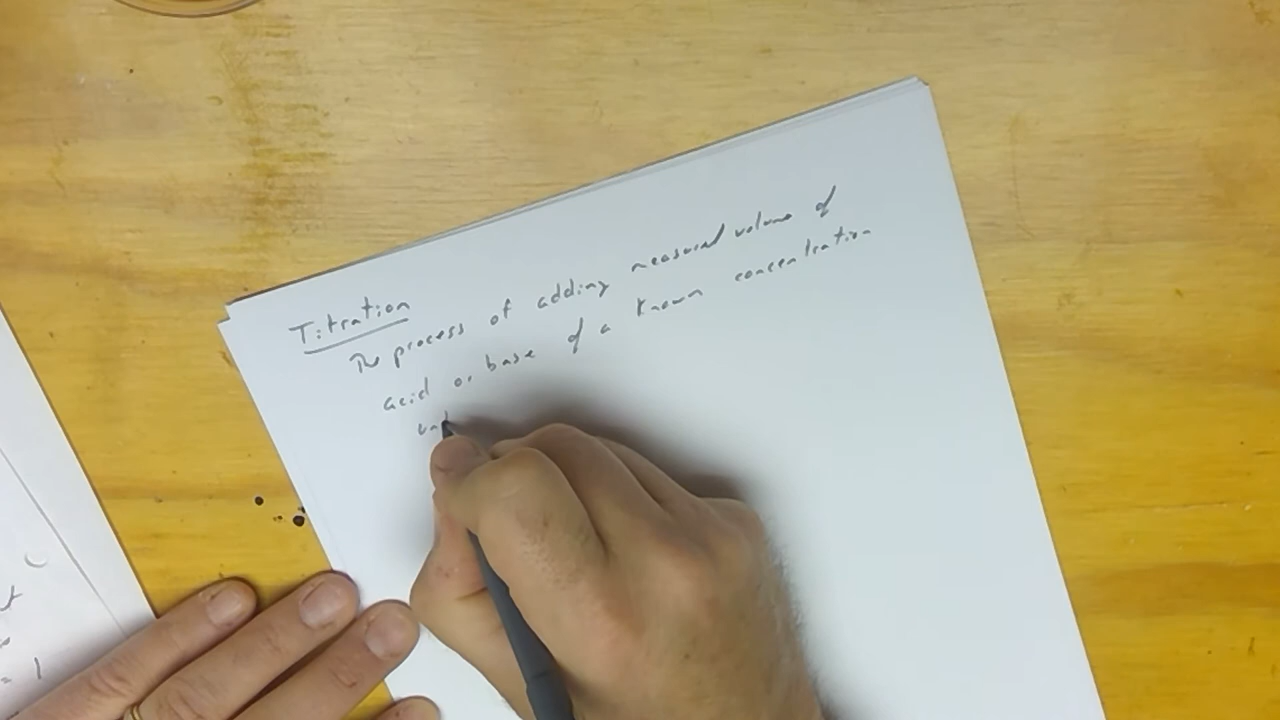 Titration
The process of adding measured volume of
acid or base of a known concentration